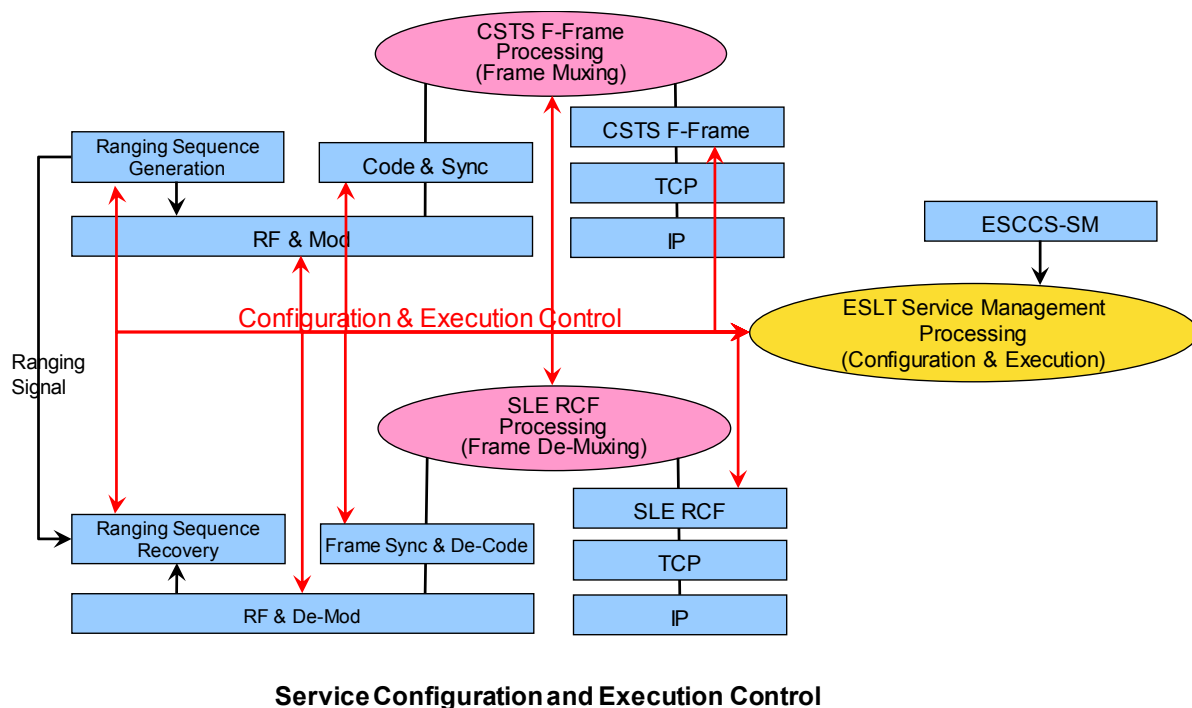 CSTS F-Frame
Processing
(Frame Muxing)
CSTS F-Frame
Ranging Sequence
Generation
Code & Sync
TCP
RF & Mod
IP
ESCCS-SM
Configuration & Execution Control
ESLT Service Management
Processing
(Configuration & Execution)
Ranging
Signal
SLE RCF
Processing
(Frame De-Muxing)
SLE RCF
Ranging Sequence
Recovery
Frame Sync & De-Code
TCP
RF & De-Mod
IP
Service Configuration and Execution Control